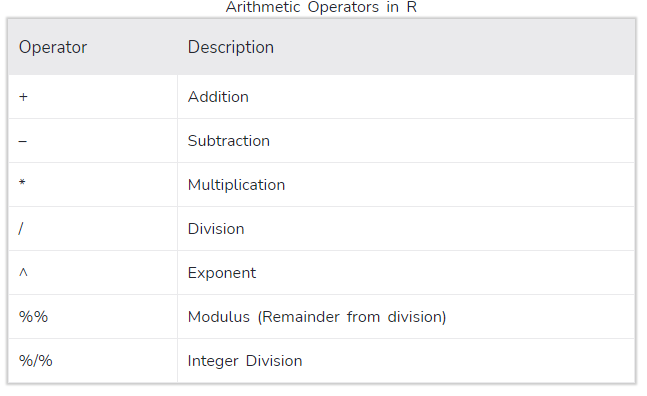 Arithmetic Operators in R
Operator Description
+ Addition
– Subtraction
* Multiplication
/ Division
^ Exponent
%% Modulus (Remainder from division)
%/% Integer Division